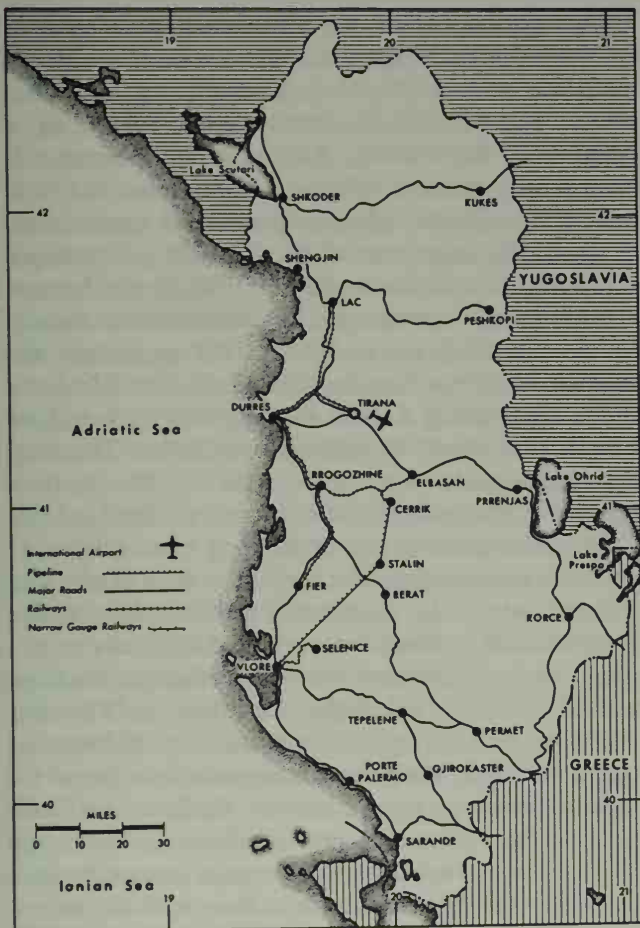 19
20
21
Lake Scutari
SHKODER
KUKES
42
42
SHENGJIN
YUGOSLAVIA
LAC
PESHKOPI
DURRES
TIRANA
Adriatic Sea
Lake Ohrid
RROGOZHINE
ELBASAN
PRRENJAS
CERRIK
41
41
International Airport
Lake
Prespa
Pipeline
STALIN
Major Roads
Railways
FIER
BERAT
Narrow Gauge Railways
KORCE
SELENICE
VLORE
TEPELENE
PERMET
PORTE
PALERMO
GJIROKASTER
GREECE
40
40
MILES
0 10 20 30
SARANDE
Ionian Sea
19
20
21